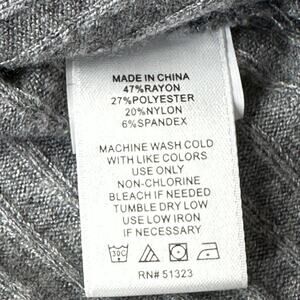 MADE IN CHINA
47%RAYON
27%POLYESTER
20%NYLON
6%SPANDEX
MACHINE WASH COLD
WITH LIKE COLORS
USE ONLY
NON-CHLORINE
BLEACH IF NEEDED
TUMBLE DRY LOW
USE LOW IRON
IF NECESSARY
30C
RN# 51323